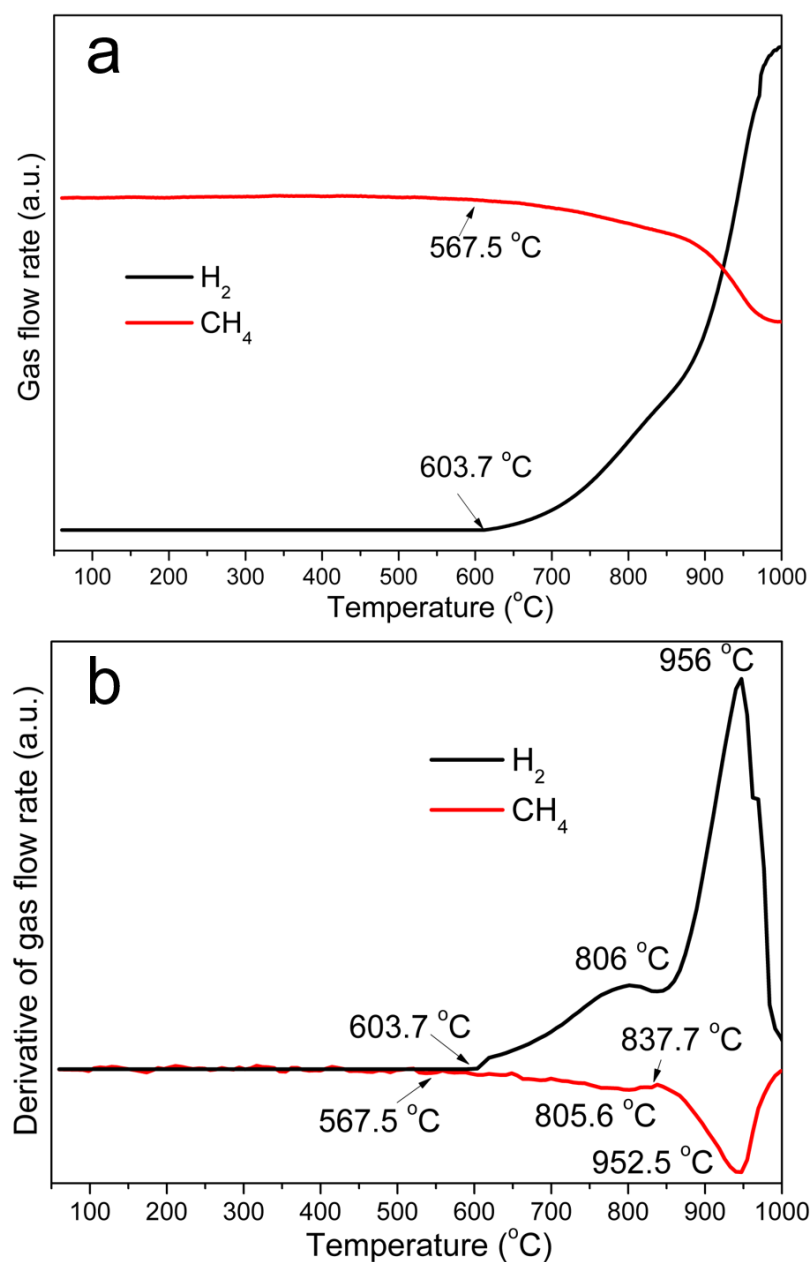 a
Gas flow rate (a.u.)
567.5 °C
H₂
CH₄
603.7 °C
100 200 300 400 500 600 700 800 900 1000
Temperature (°C)
b
Derivative of gas flow rate (a.u.)
956 °C
H₂
CH₄
806 °C
603.7 °C
837.7 °C
567.5 °C
805.6 °C
952.5 °C
100 200 300 400 500 600 700 800 900 1000
Temperature (°C)